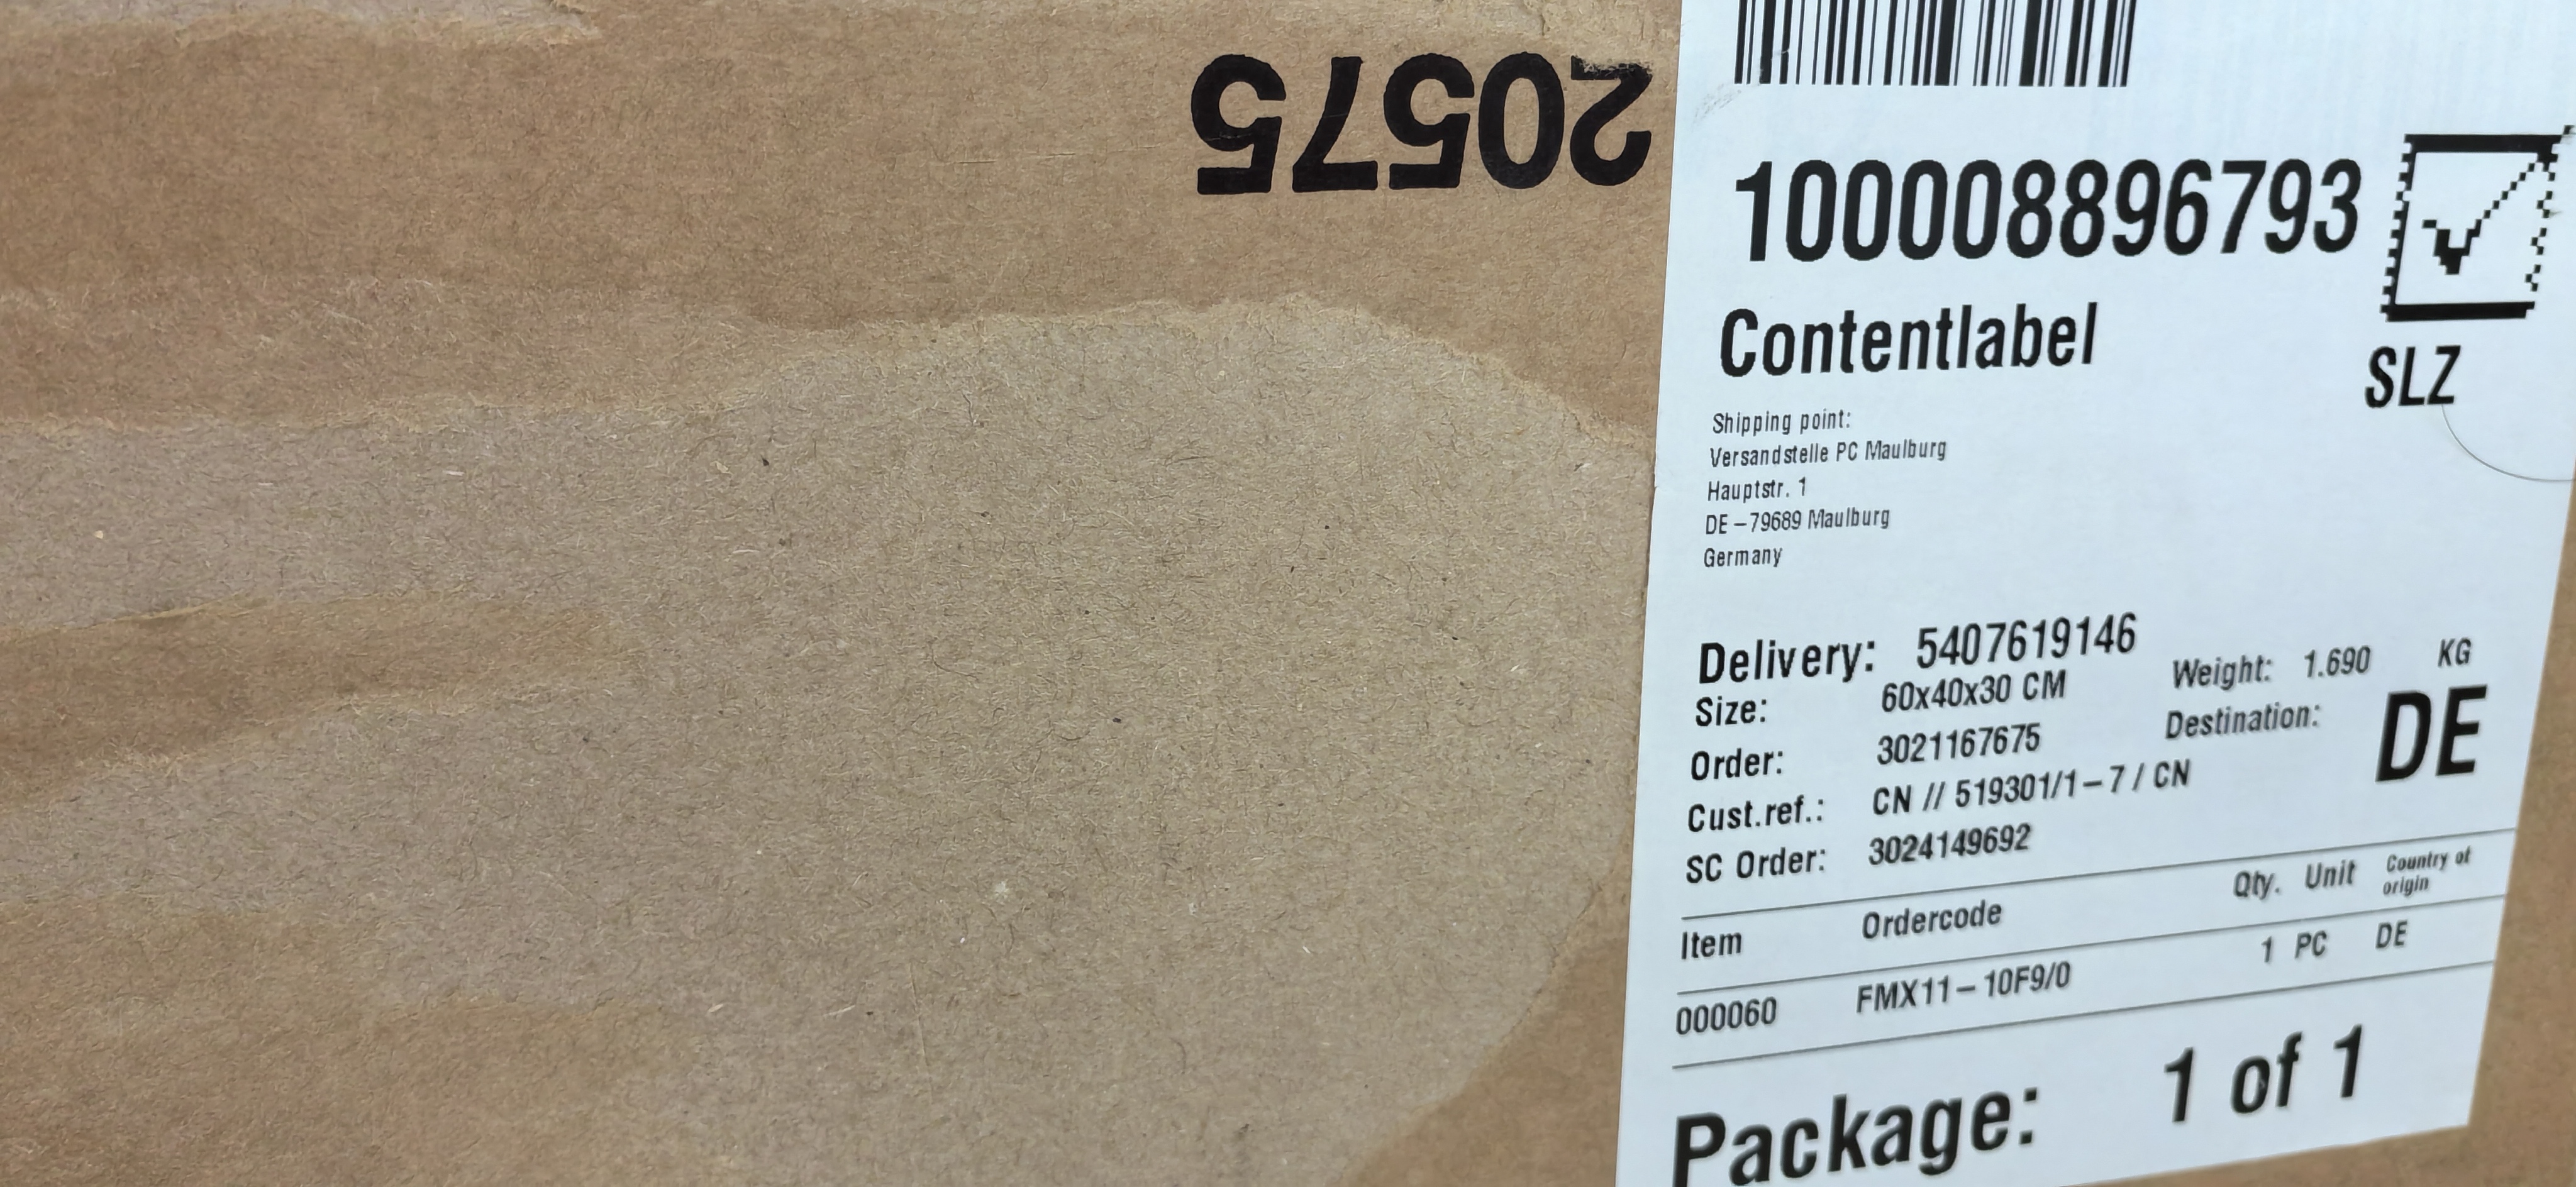 20575
100008896793
Contentlabel
SLZ
Shipping point:
Versandstelle PC Maulburg
Hauptstr. 1
DE – 79689 Maulburg
Germany
Delivery: 5407619146
Size: 60x40x30 CM Weight: 1.690 KG
Order: 3021167675 Destination: DE
Cust.ref.: CN // 519301/1 – 7 / CN
SC Order: 3024149692
Item Ordercode Qty. Unit Country of origin
000060 FMX11 – 10F9/0 1 PC DE
Package: 1 of 1